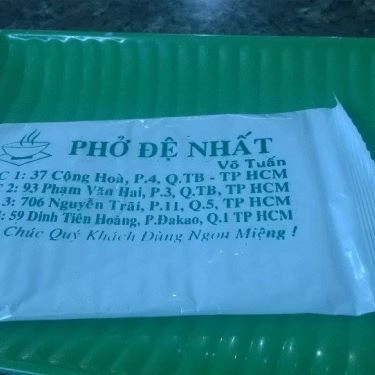 PHỞ ĐỆ NHẤT
Võ Tuấn
C 1: 37 Cộng Hoà, P.4, Q.TB - TP HCM
C 2: 93 Phạm Văn Hai, P.3, Q.TB, TP HCM
3: 706 Nguyễn Trãi, P.11, Q.5, TP HCM
: 59 Đinh Tiên Hoàng, P.Đakao, Q.1 TP HCM
Chúc Quý Khách Dùng Ngon Miệng !